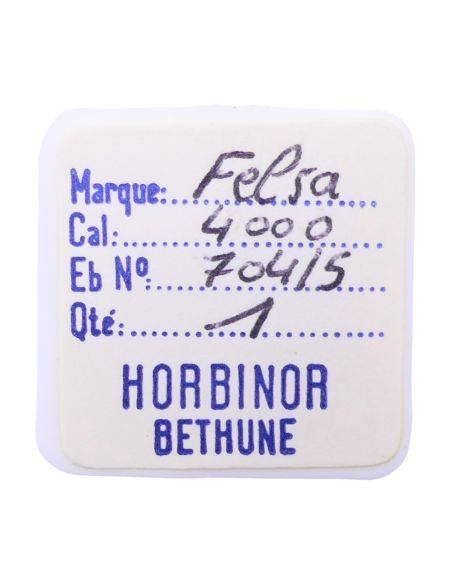 Marque: Felsa
Cal: 4000
Eb Nº: 704/5
Qté: 1
HORBINOR
BETHUNE